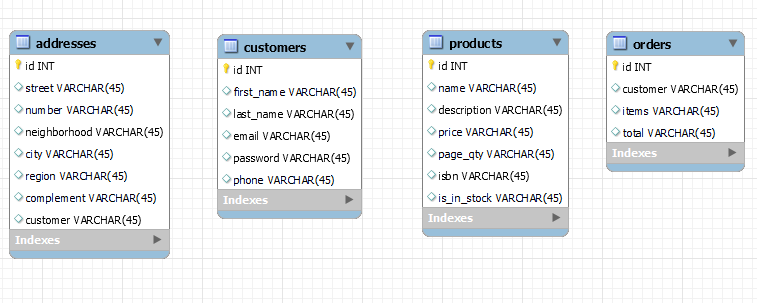 addresses
id INT
street VARCHAR(45)
number VARCHAR(45)
neighborhood VARCHAR(45)
city VARCHAR(45)
region VARCHAR(45)
complement VARCHAR(45)
customer VARCHAR(45)
Indexes
customers
id INT
first_name VARCHAR(45)
last_name VARCHAR(45)
email VARCHAR(45)
password VARCHAR(45)
phone VARCHAR(45)
Indexes
products
id INT
name VARCHAR(45)
description VARCHAR(45)
price VARCHAR(45)
page_qty VARCHAR(45)
isbn VARCHAR(45)
is_in_stock VARCHAR(45)
Indexes
orders
id INT
customer VARCHAR(45)
items VARCHAR(45)
total VARCHAR(45)
Indexes